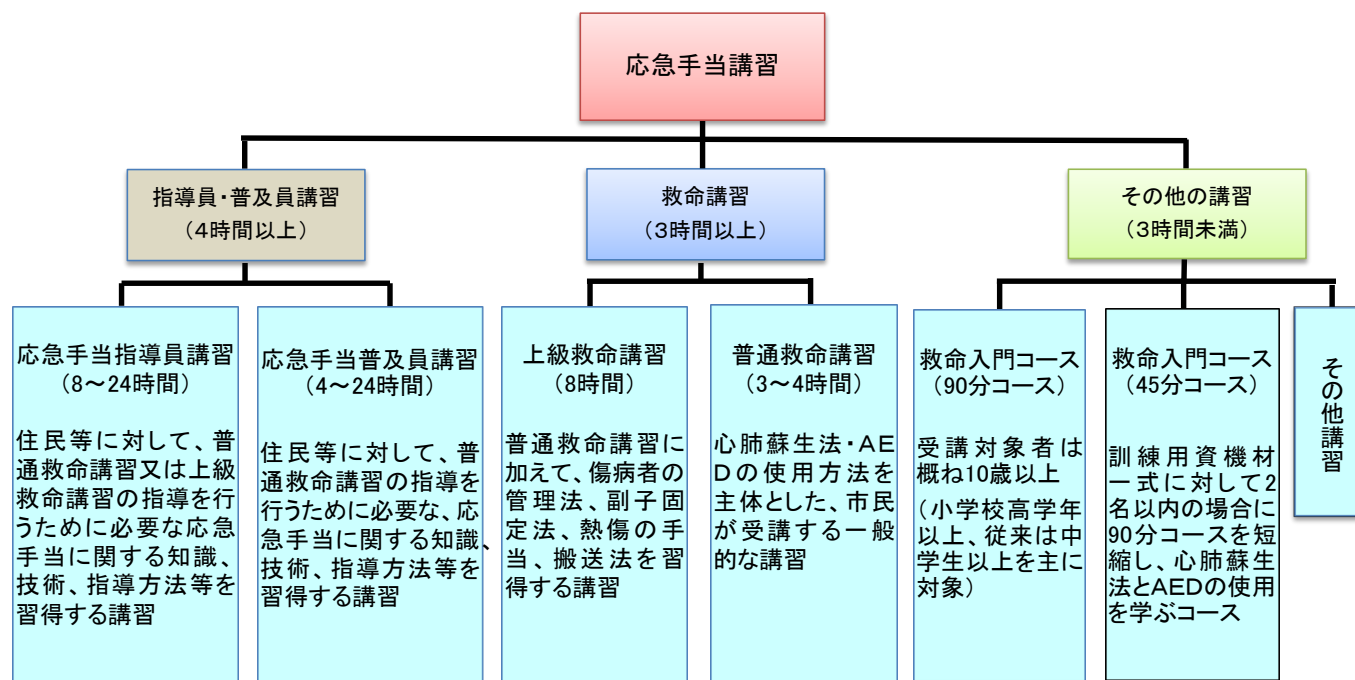 応急手当講習
指導員・普及員講習
（4時間以上）
救命講習
（3時間以上）
その他の講習
（3時間未満）
応急手当指導員講習
（8～24時間）
住民等に対して、普
通救命講習又は上級
救命講習の指導を行
うために必要な応急
手当に関する知識、
技術、指導方法等を
習得する講習
応急手当普及員講習
（4～24時間）
住民等に対して、普
通救命講習の指導を
行うために必要な、応
急手当に関する知識、
技術、指導方法等を
習得する講習
上級救命講習
（8時間）
普通救命講習に
加えて、傷病者の
管理法、副子固
定法、熱傷の手
当、搬送法を習
得する講習
普通救命講習
（3～4時間）
心肺蘇生法・AE
Dの使用方法を
主体とした、市民
が受講する一般
的な講習
救命入門コース
（90分コース）
受講対象者は
概ね10歳以上
（小学校高学年
以上、従来は中
学生以上を主に
対象）
救命入門コース
（45分コース）
訓練用資機材
一式に対して2
名以内の場合に
90分コースを短
縮し、心肺蘇生
法とAEDの使用
を学ぶコース
その他講習